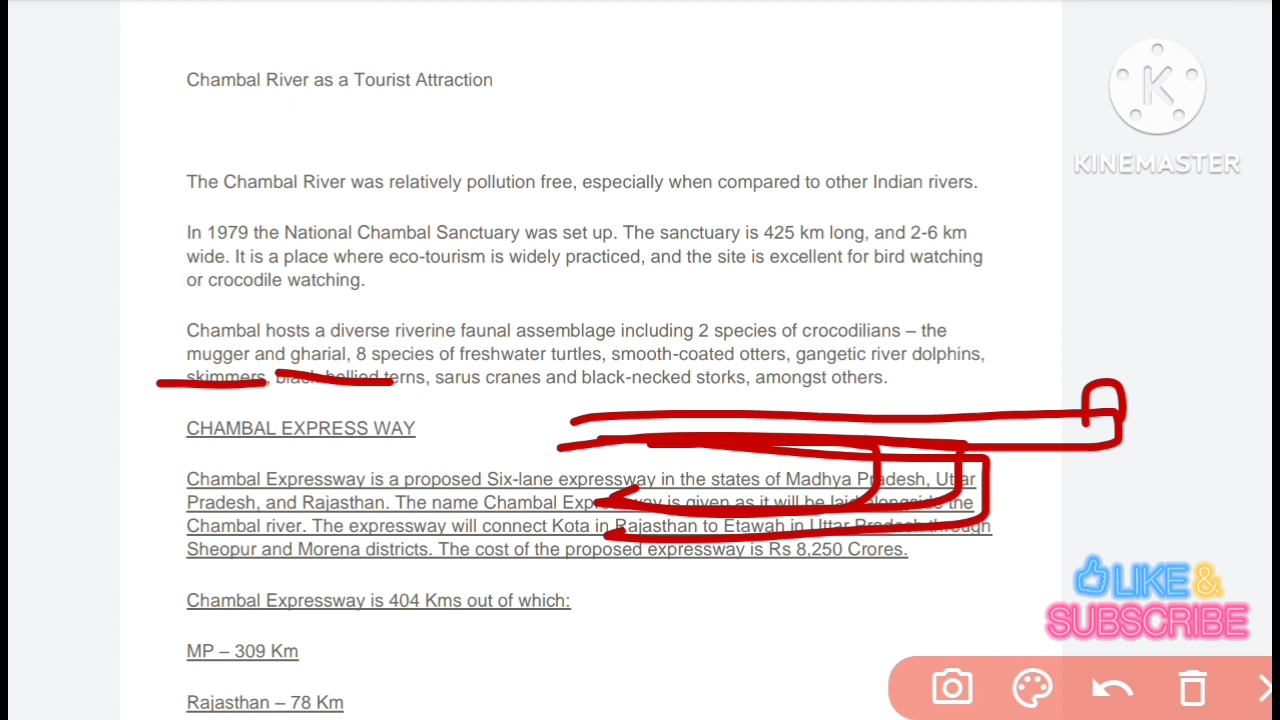 Chambal River as a Tourist Attraction
K
KINEMASTER
The Chambal River was relatively pollution free, especially when compared to other Indian rivers.
In 1979 the National Chambal Sanctuary was set up. The sanctuary is 425 km long, and 2-6 km
wide. It is a place where eco-tourism is widely practiced, and the site is excellent for bird watching
or crocodile watching.
Chambal hosts a diverse riverine faunal assemblage including 2 species of crocodilians – the
mugger and gharial, 8 species of freshwater turtles, smooth-coated otters, gangetic river dolphins,
skimmers, black-bellied terns, sarus cranes and black-necked storks, amongst others.
CHAMBAL EXPRESS WAY
Chambal Expressway is a proposed Six-lane expressway in the states of Madhya Pradesh, Uttar
Pradesh, and Rajasthan. The name Chambal Expressway is given as it will be laid alongside the
Chambal river. The expressway will connect Kota in Rajasthan to Etawah in Uttar Pradesh through
Sheopur and Morena districts. The cost of the proposed expressway is Rs 8,250 Crores.
Chambal Expressway is 404 Kms out of which:
MP – 309 Km
Rajasthan – 78 Km
LIKE &
SUBSCRIBE